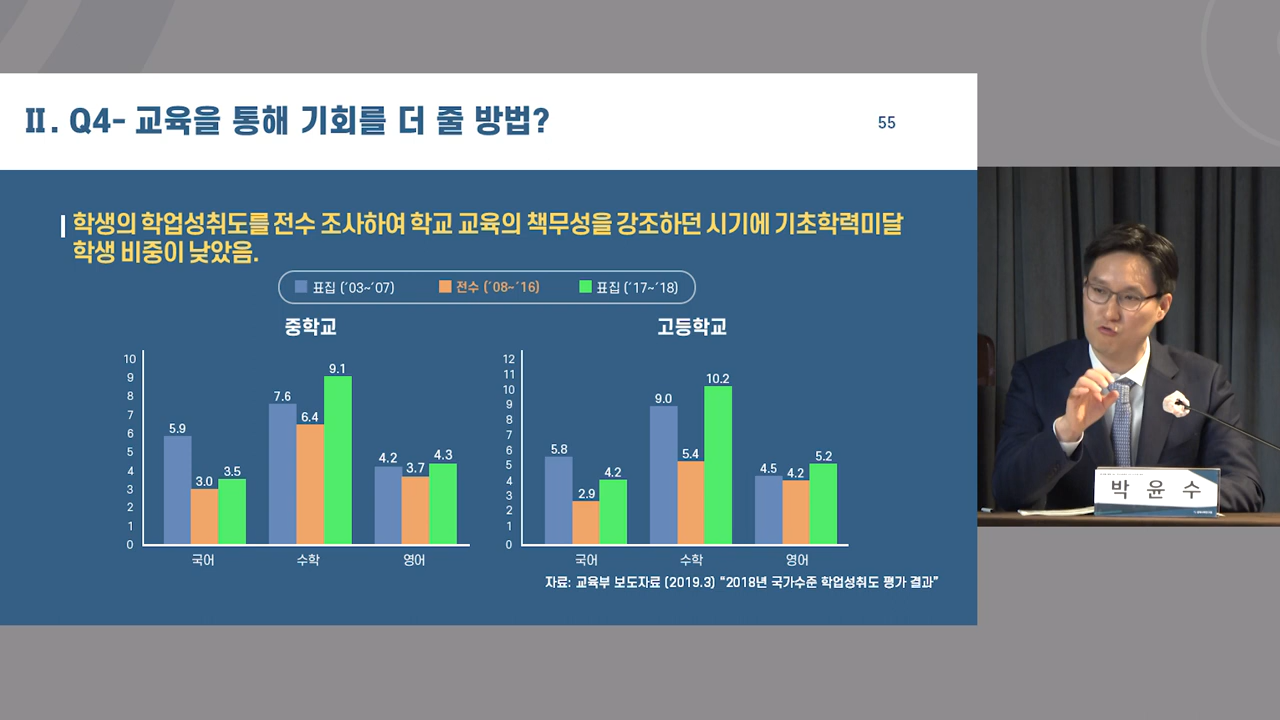 Ⅱ. Q4- 교육을 통해 기회를 더 줄 방법?
55
학생의 학업성취도를 전수 조사하여 학교 교육의 책무성을 강조하던 시기에 기초학력미달
학생 비중이 낮았음.
표집 (´03~´07) 전수 (´08~´16) 표집 (´17~´18)
중학교
10
9
8
7
6
5
4
3
2
1
0
5.9 3.0 3.5
7.6 6.4 9.1
4.2 3.7 4.3
국어 수학 영어
고등학교
12
11
10
9
8
7
6
5
4
3
2
1
0
5.8 2.9 4.2
9.0 5.4 10.2
4.5 4.2 5.2
국어 수학 영어
자료: 교육부 보도자료 (2019.3) “2018년 국가수준 학업성취도 평가 결과”
박 윤 수